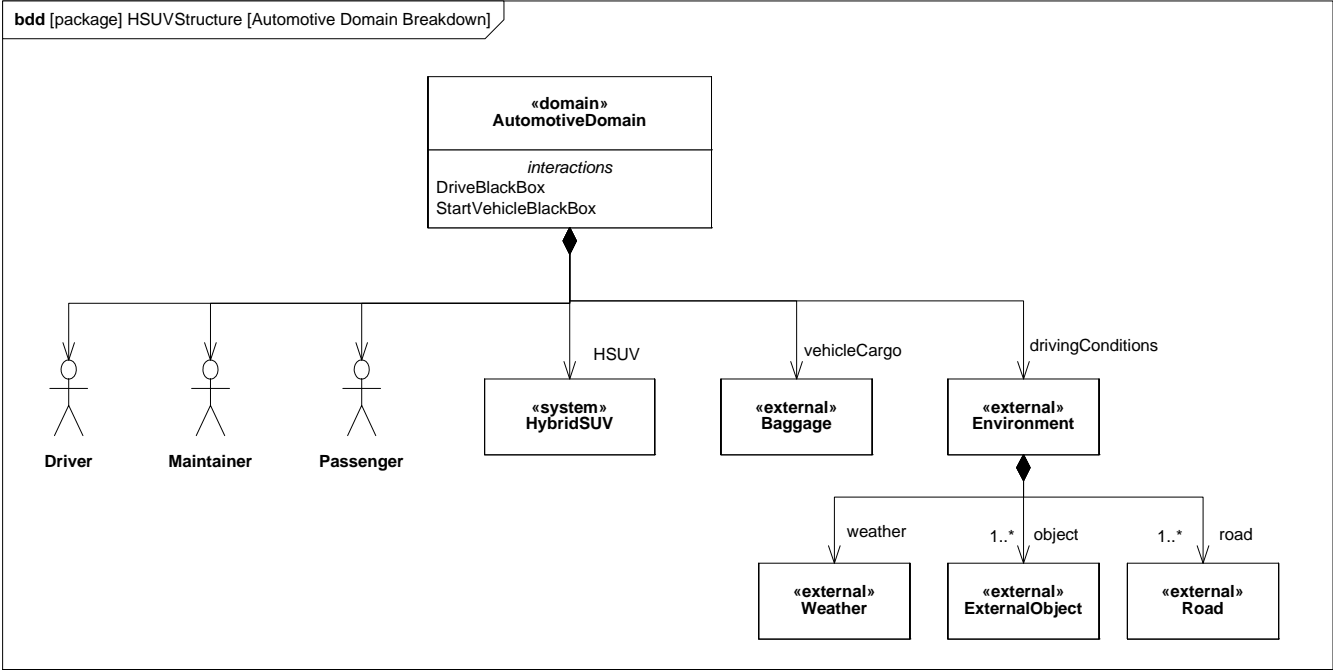 bdd [package] HSUVStructure [Automotive Domain Breakdown]
«domain»
AutomotiveDomain
interactions
DriveBlackBox
StartVehicleBlackBox
HSUV
vehicleCargo
drivingConditions
«system»
HybridSUV
«external»
Baggage
«external»
Environment
Driver
Maintainer
Passenger
weather
1..* object
1..* road
«external»
Weather
«external»
ExternalObject
«external»
Road